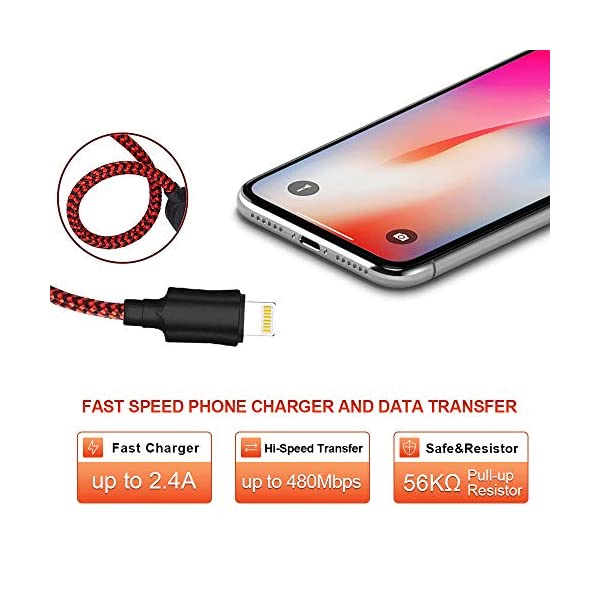 FAST SPEED PHONE CHARGER AND DATA TRANSFER
Fast Charger
up to 2.4A
Hi-Speed Transfer
up to 480Mbps
Safe&Resistor
56KΩ Pull-up
Resistor